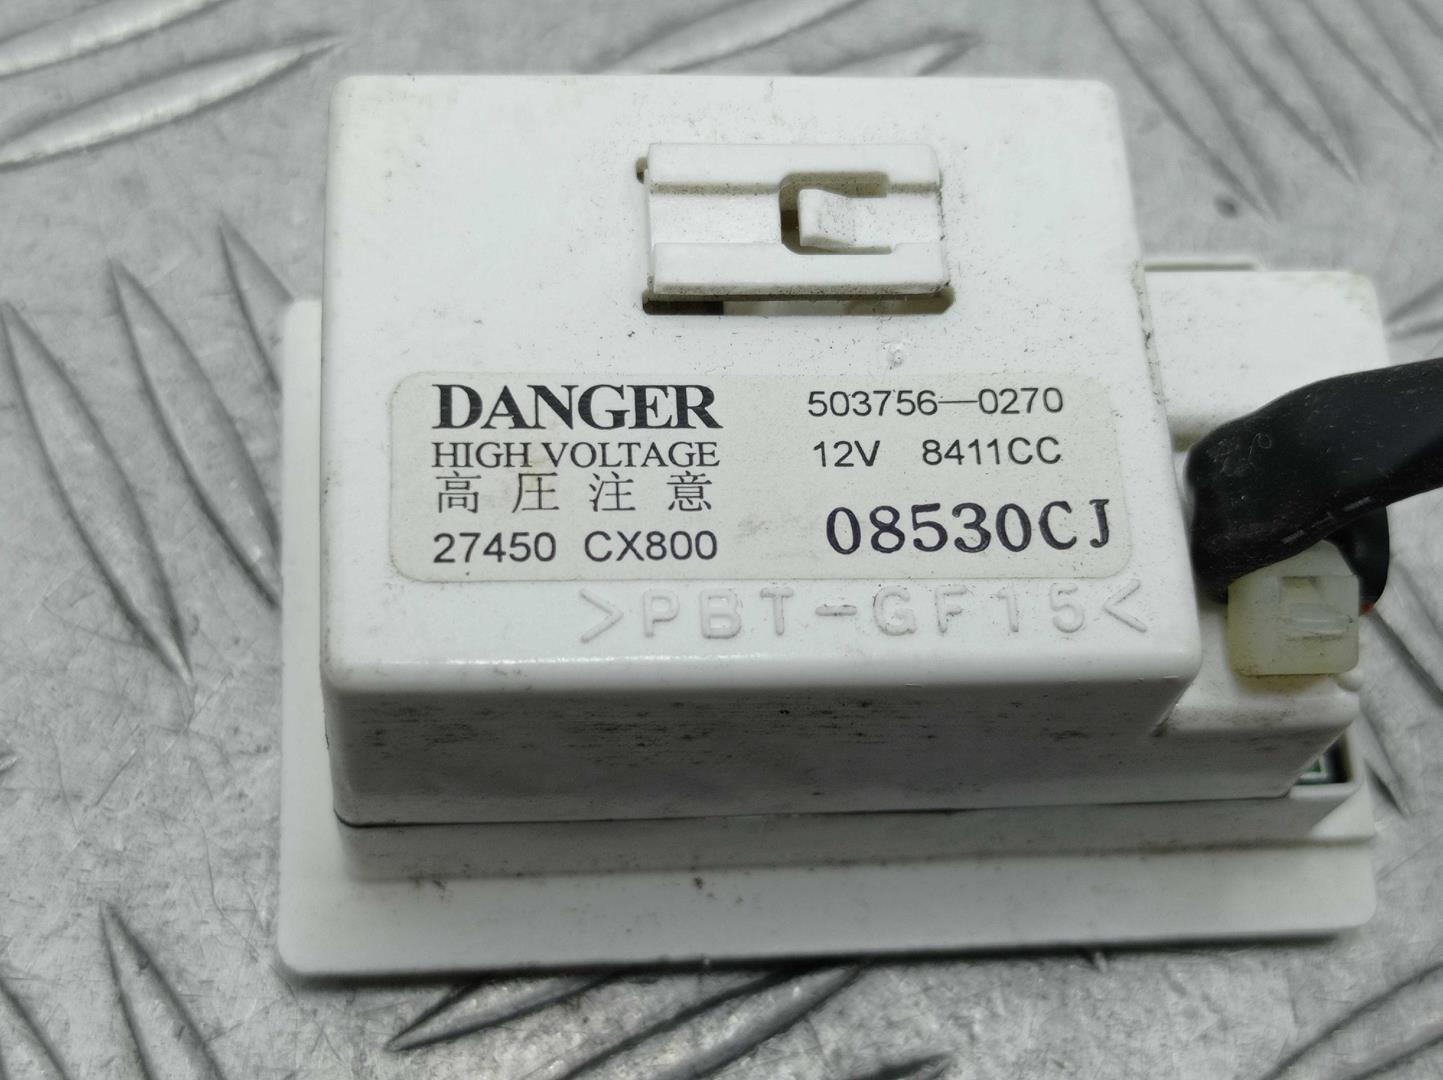 DANGER
HIGH VOLTAGE
高圧注意
27450 CX800
503756-0270
12V 8411CC
08530CJ
>PBT-GF15<